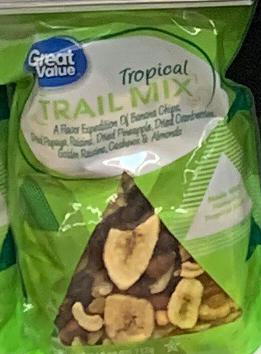 Great
Value
Tropical
TRAIL MIX
A Flavor Expedition Of Banana Chips,
Dried Papaya, Raisins, Dried Pineapple, Dried Cranberries,
Golden Raisins, Cashews & Almonds